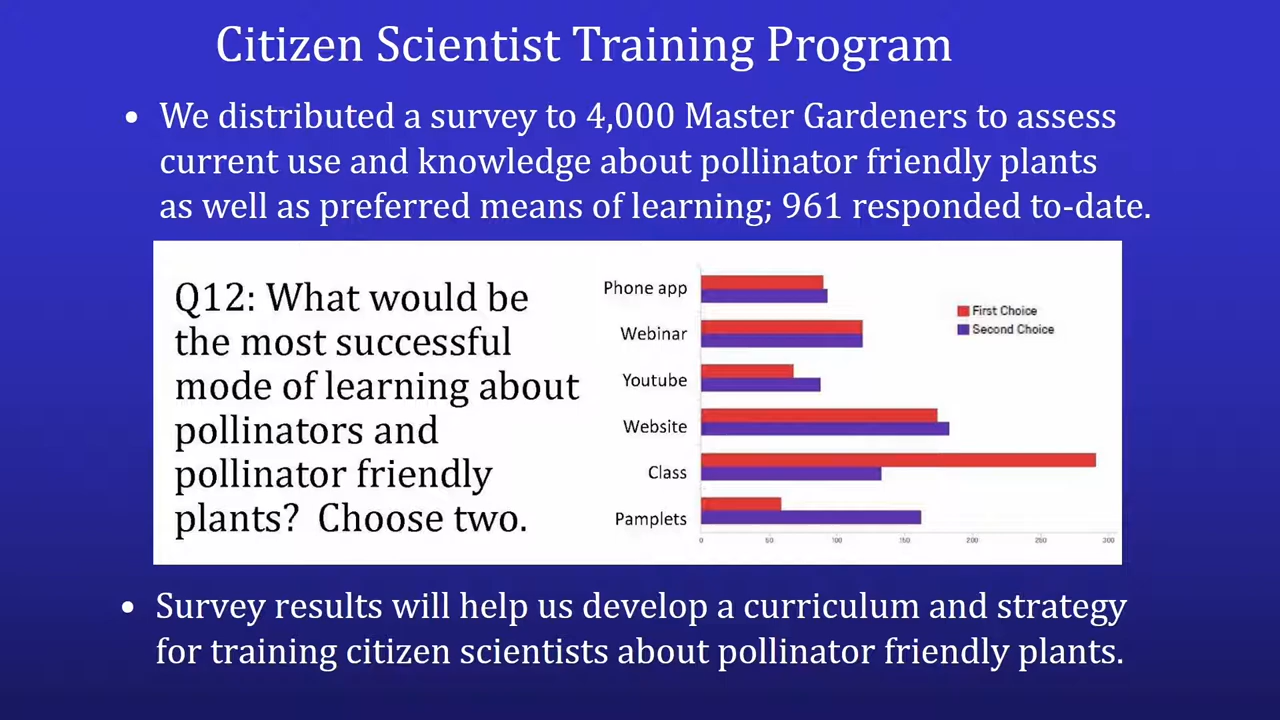 Citizen Scientist Training Program
• We distributed a survey to 4,000 Master Gardeners to assess
current use and knowledge about pollinator friendly plants
as well as preferred means of learning; 961 responded to-date.
Q12: What would be
the most successful
mode of learning about
pollinators and
pollinator friendly
plants?  Choose two.
Phone app
Webinar
Youtube
Website
Class
Pamplets
First Choice
Second Choice
0 50 100 150 200 250 300
• Survey results will help us develop a curriculum and strategy
for training citizen scientists about pollinator friendly plants.